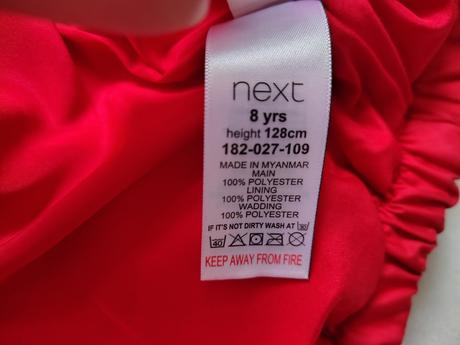 next
8 yrs
height 128cm
182-027-109
MADE IN MYANMAR
MAIN
100% POLYESTER
LINING
100% POLYESTER
WADDING
100% POLYESTER
IF IT'S NOT DIRTY WASH AT 30
40
KEEP AWAY FROM FIRE